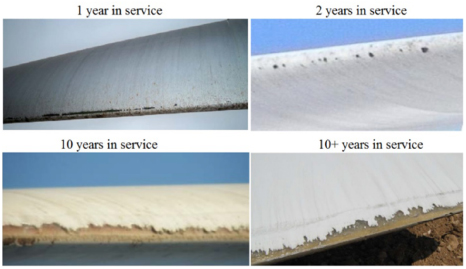 1 year in service
2 years in service
10 years in service
10+ years in service